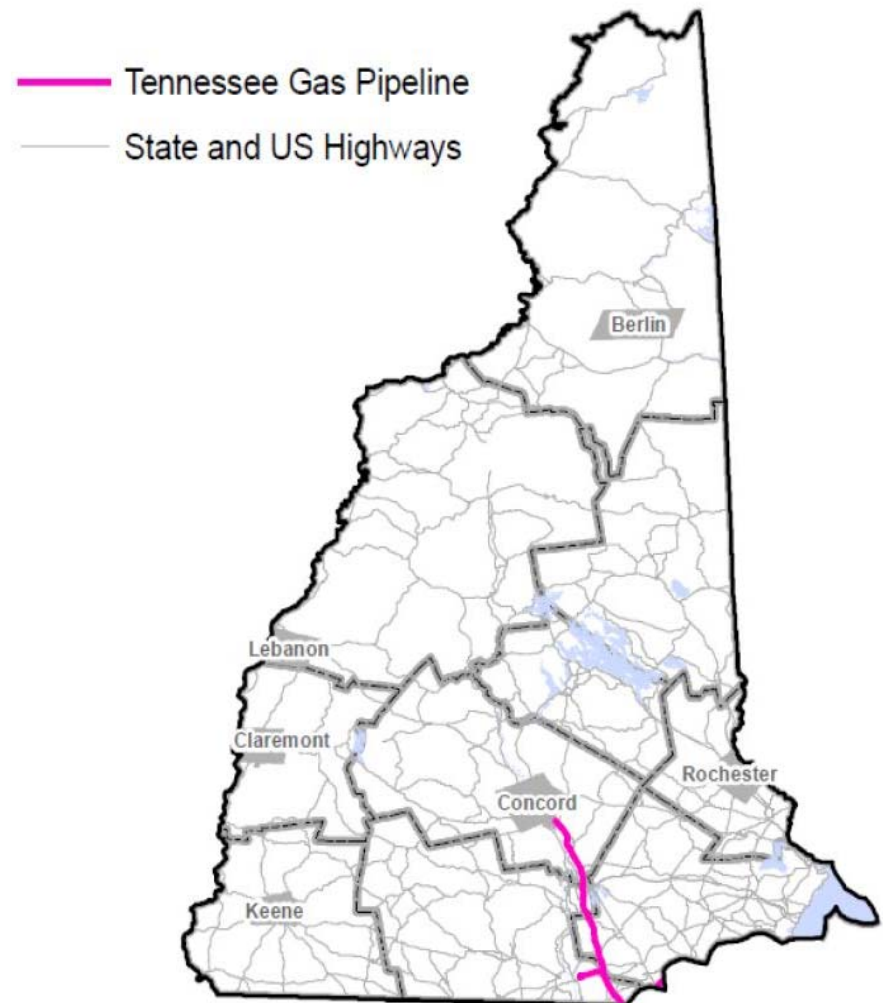 Tennessee Gas Pipeline
State and US Highways
Berlin
Lebanon
Claremont
Rochester
Concord
Keene